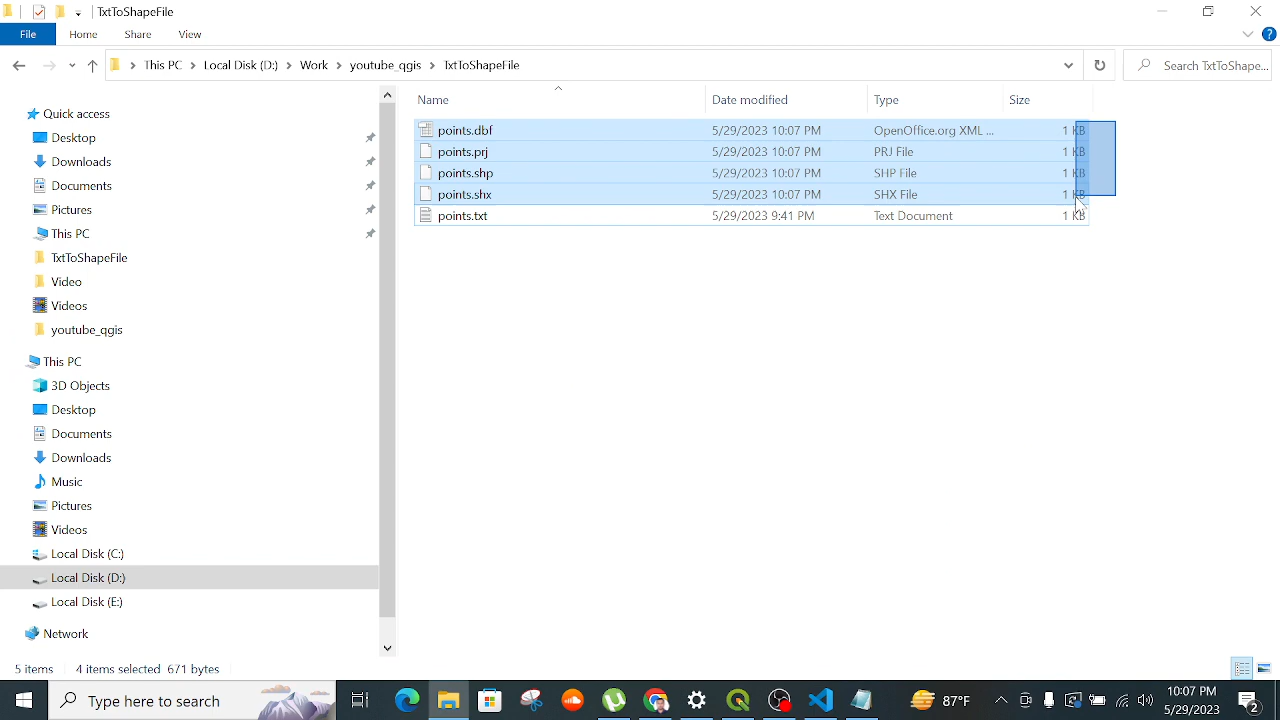 TxtToShapeFile
File Home Share View
This PC Local Disk (D:) Work youtube_qgis TxtToShapeFile Search TxtToShape...
Name Date modified Type Size
Quick access
Desktop
Downloads
Documents
Pictures
This PC
TxtToShapeFile
Video
Videos
youtube_qgis
This PC
3D Objects
Desktop
Documents
Downloads
Music
Pictures
Videos
Local Disk (C:)
Local Disk (D:)
Local Disk (E:)
Network
points.dbf 5/29/2023 10:07 PM OpenOffice.org XML ... 1 KB
points.prj 5/29/2023 10:07 PM PRJ File 1 KB
points.shp 5/29/2023 10:07 PM SHP File 1 KB
points.shx 5/29/2023 10:07 PM SHX File 1 KB
points.txt 5/29/2023 9:41 PM Text Document 1 KB
5 items 4 items selected 671 bytes
Type here to search 87°F 10:07 PM
5/29/2023 2